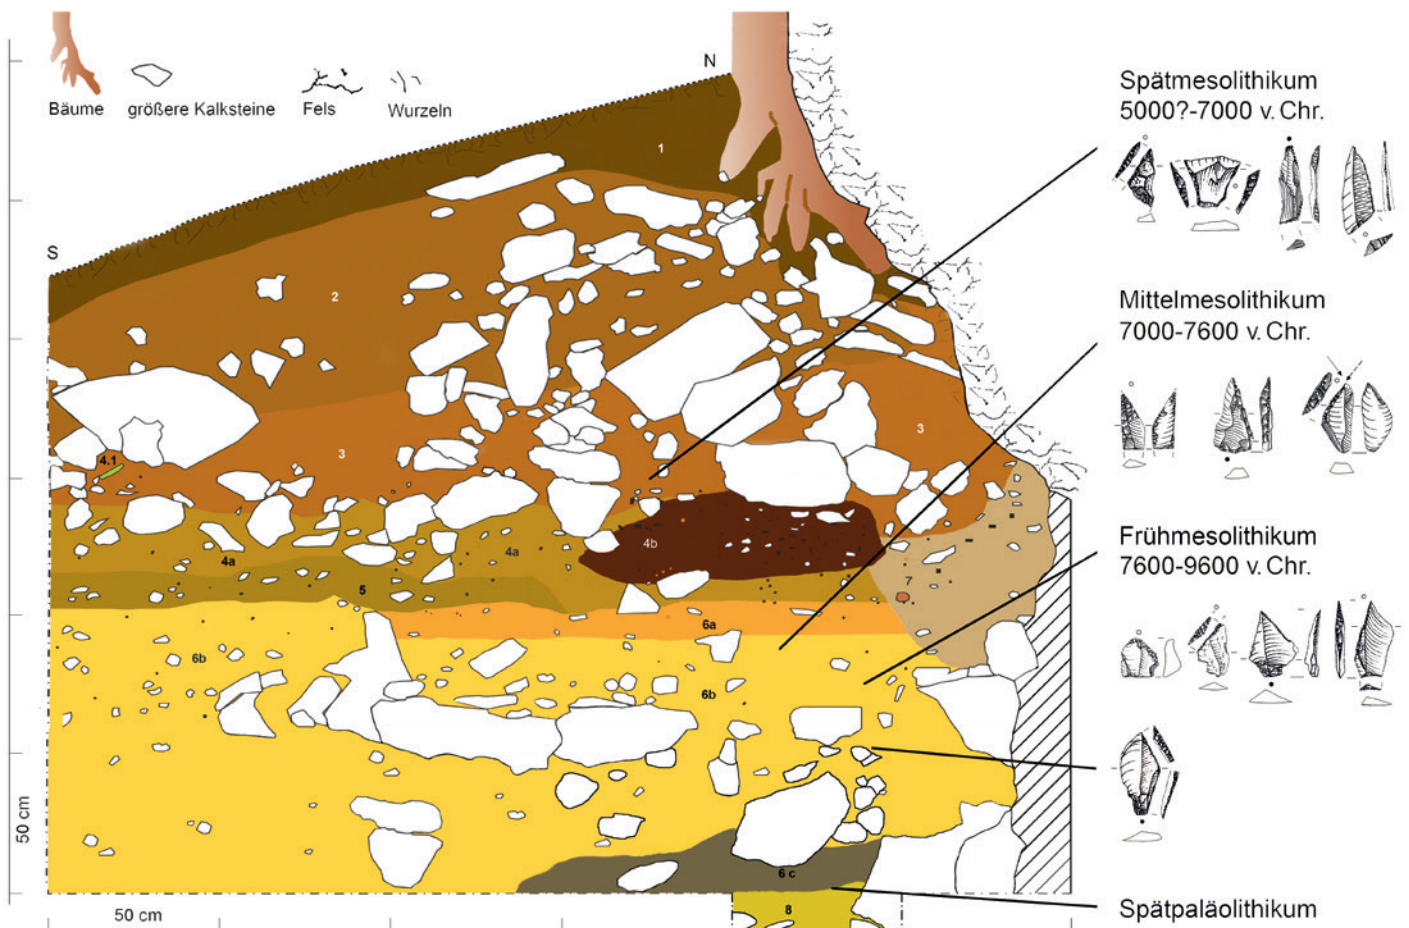 N
Bäume
größere Kalksteine
Fels
Wurzeln
S
1
2
3
3
4.1
4a
4a
4b
5
6a
6b
6b
7
6 c
8
50 cm
50 cm
Spätmesolithikum
5000?-7000 v. Chr.
Mittelmesolithikum
7000-7600 v. Chr.
Frühmesolithikum
7600-9600 v. Chr.
Spätpaläolithikum